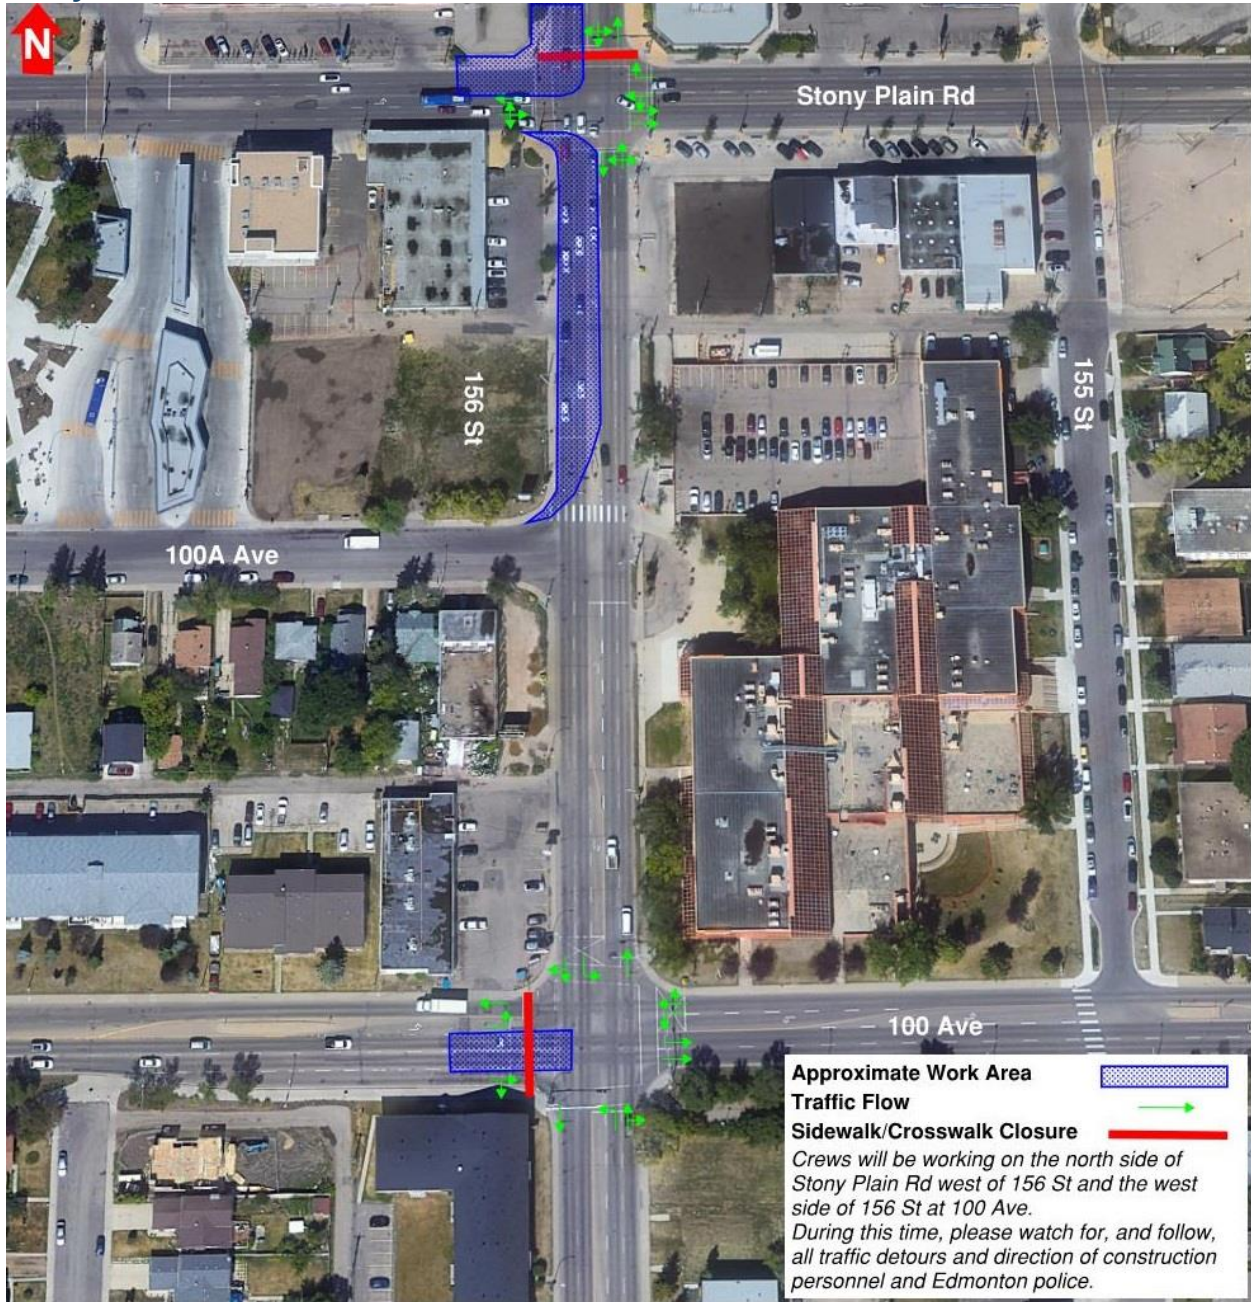 N
Stony Plain Rd
156 St
155 St
100A Ave
100 Ave
Approximate Work Area
Traffic Flow
Sidewalk/Crosswalk Closure
Crews will be working on the north side of
Stony Plain Rd west of 156 St and the west
side of 156 St at 100 Ave.
During this time, please watch for, and follow,
all traffic detours and direction of construction
personnel and Edmonton police.